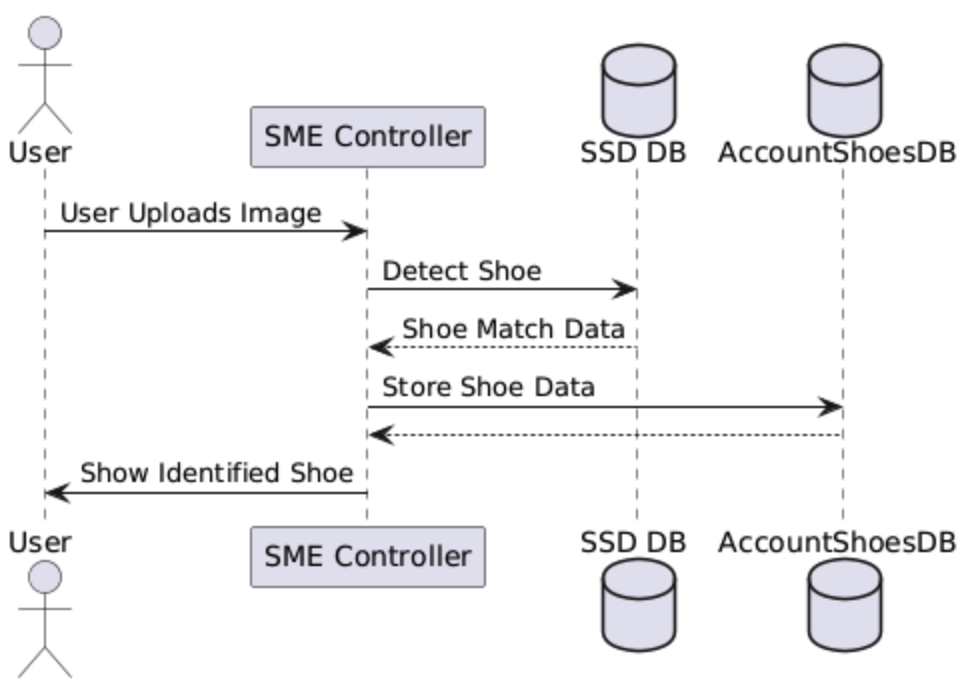 User
SME Controller
SSD DB
AccountShoesDB
User Uploads Image
Detect Shoe
Shoe Match Data
Store Shoe Data
Show Identified Shoe
User
SME Controller
SSD DB
AccountShoesDB